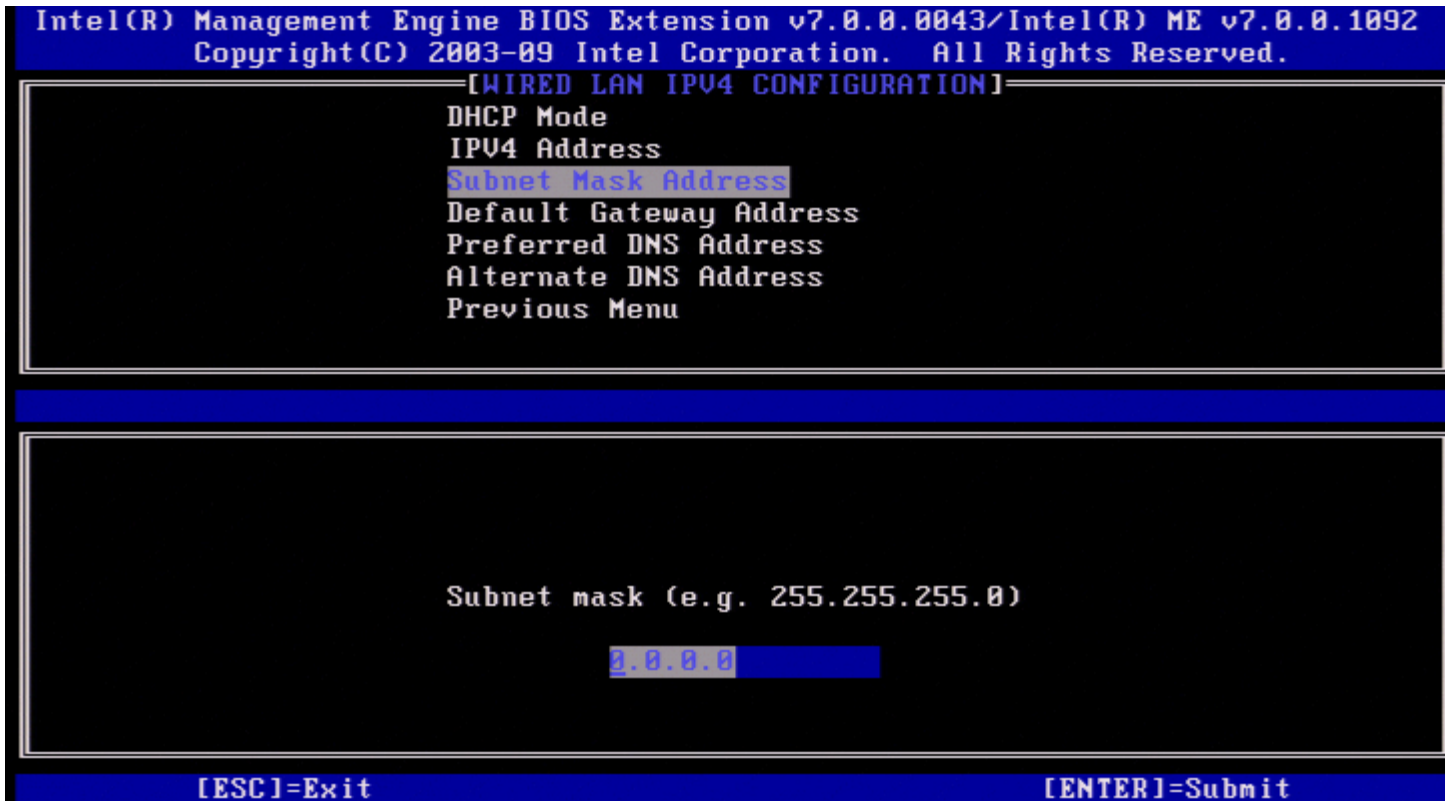 Intel(R) Management Engine BIOS Extension v7.0.0.0043/Intel(R) ME v7.0.0.1092
Copyright(C) 2003-09 Intel Corporation. All Rights Reserved.
[WIRED LAN IPV4 CONFIGURATION]
DHCP Mode
IPV4 Address
Subnet Mask Address
Default Gateway Address
Preferred DNS Address
Alternate DNS Address
Previous Menu
Subnet mask (e.g. 255.255.255.0)
0.0.0.0
[ESC]=Exit [ENTER]=Submit